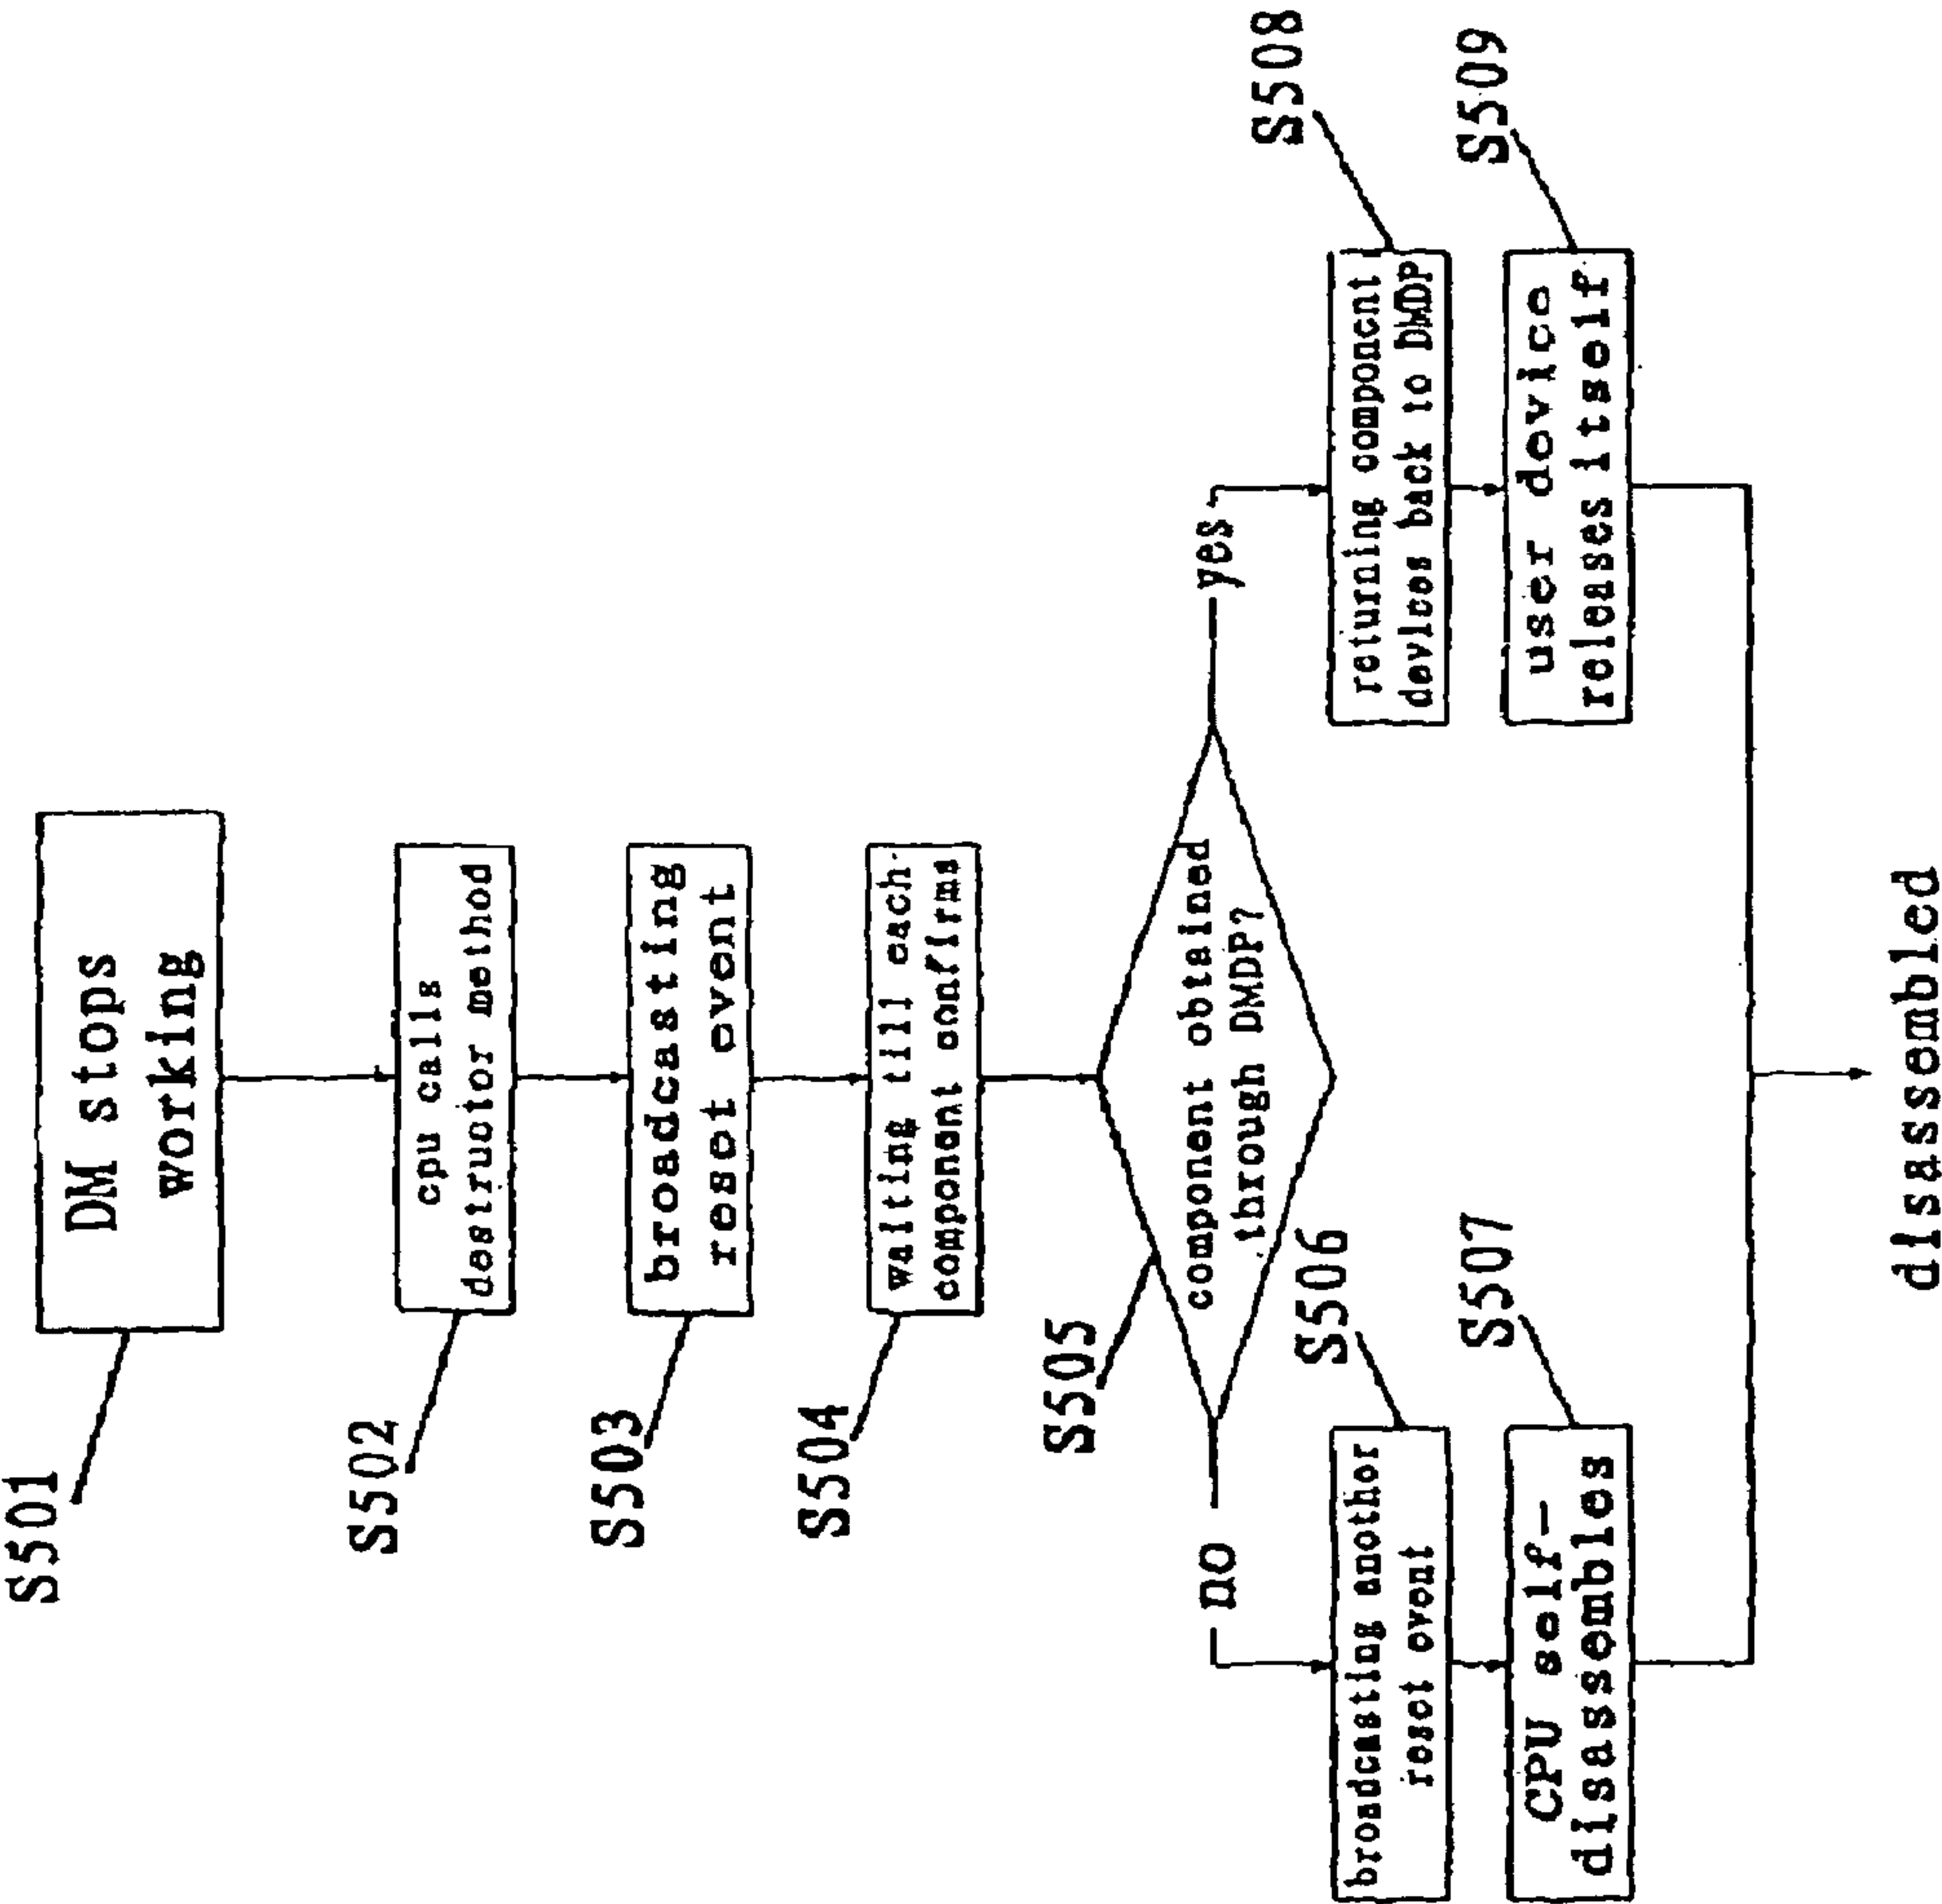 S501
DM stops
working
S502
cpu calls
destructor method
S503
broadcasting
reset event
S504
waiting till each
component confirms
S505
component obtained
through DMDP?
no
yes
S506
broadcasting another
reset event
S507
CPU self-
disassembles
S508
returning component
devices back to DMDP
S509
user device
releases itself
disassembled